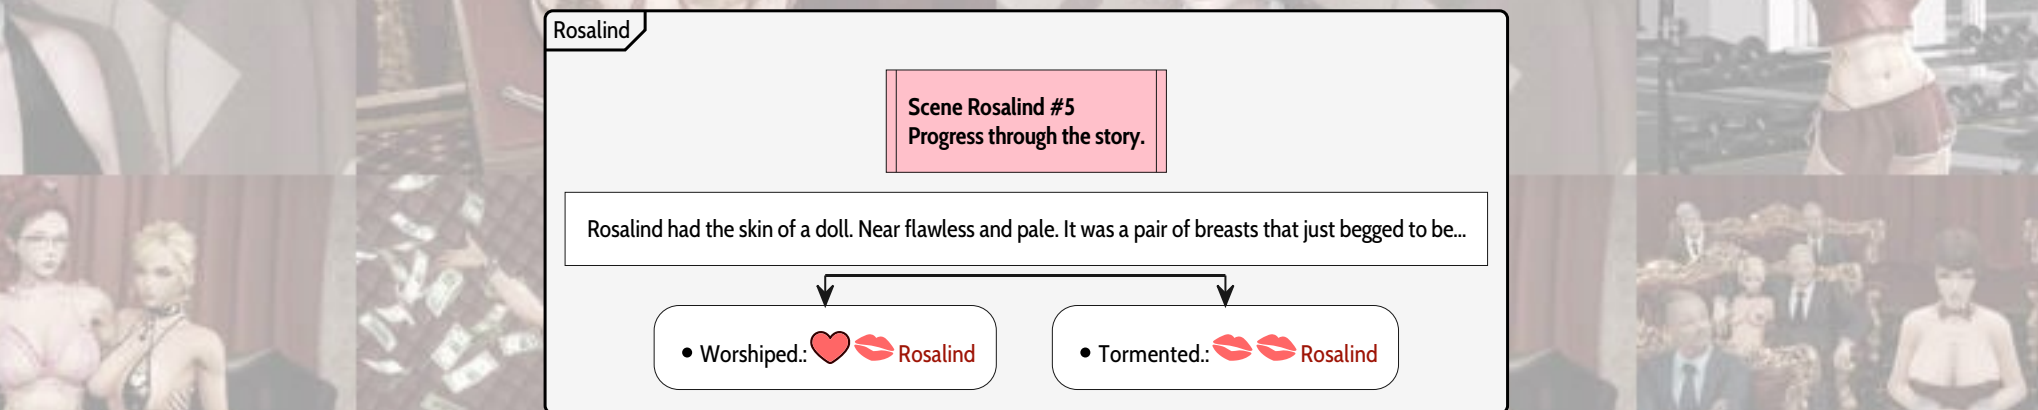 Rosalind
Scene Rosalind #5
Progress through the story.
Rosalind had the skin of a doll. Near flawless and pale. It was a pair of breasts that just begged to be...
• Worshiped.: Rosalind
• Tormented.: Rosalind